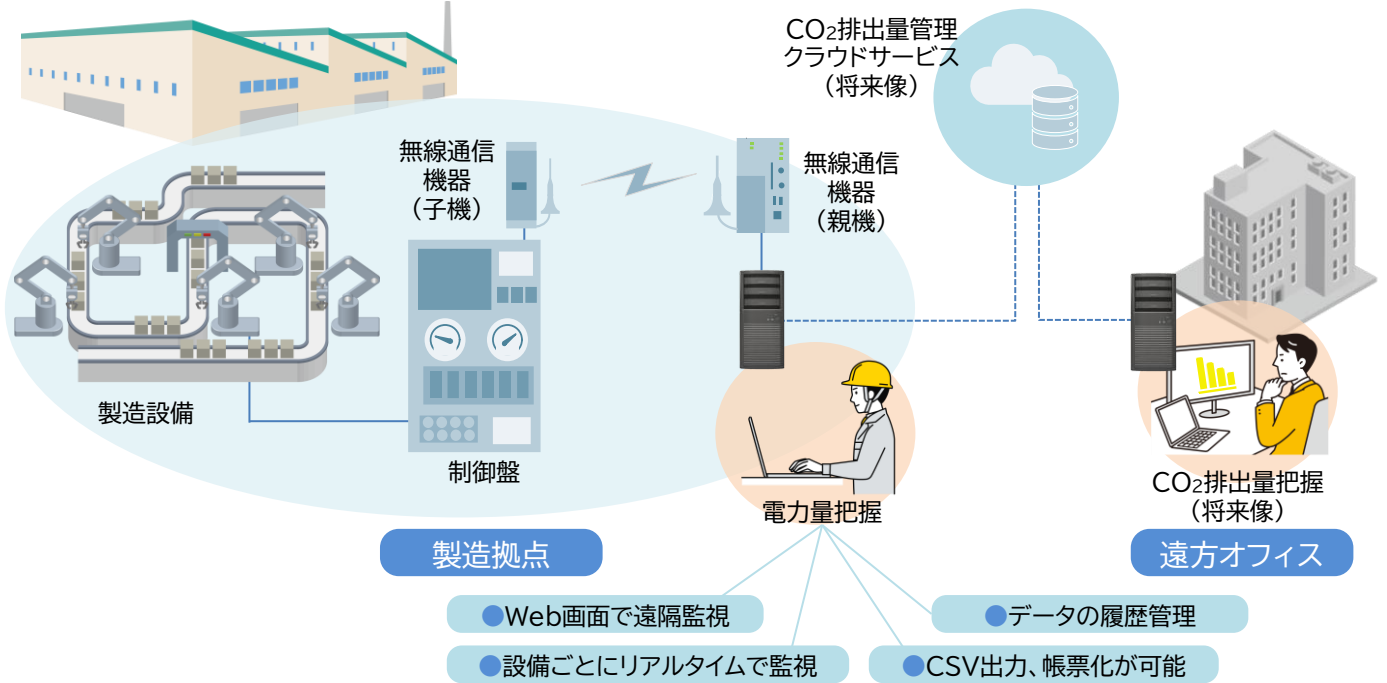 CO₂排出量管理
クラウドサービス
（将来像）
無線通信
機器
（子機）
無線通信
機器
（親機）
製造設備
制御盤
電力量把握
CO₂排出量把握
（将来像）
製造拠点
遠方オフィス
●Web画面で遠隔監視
●データの履歴管理
●設備ごとにリアルタイムで監視
●CSV出力、帳票化が可能